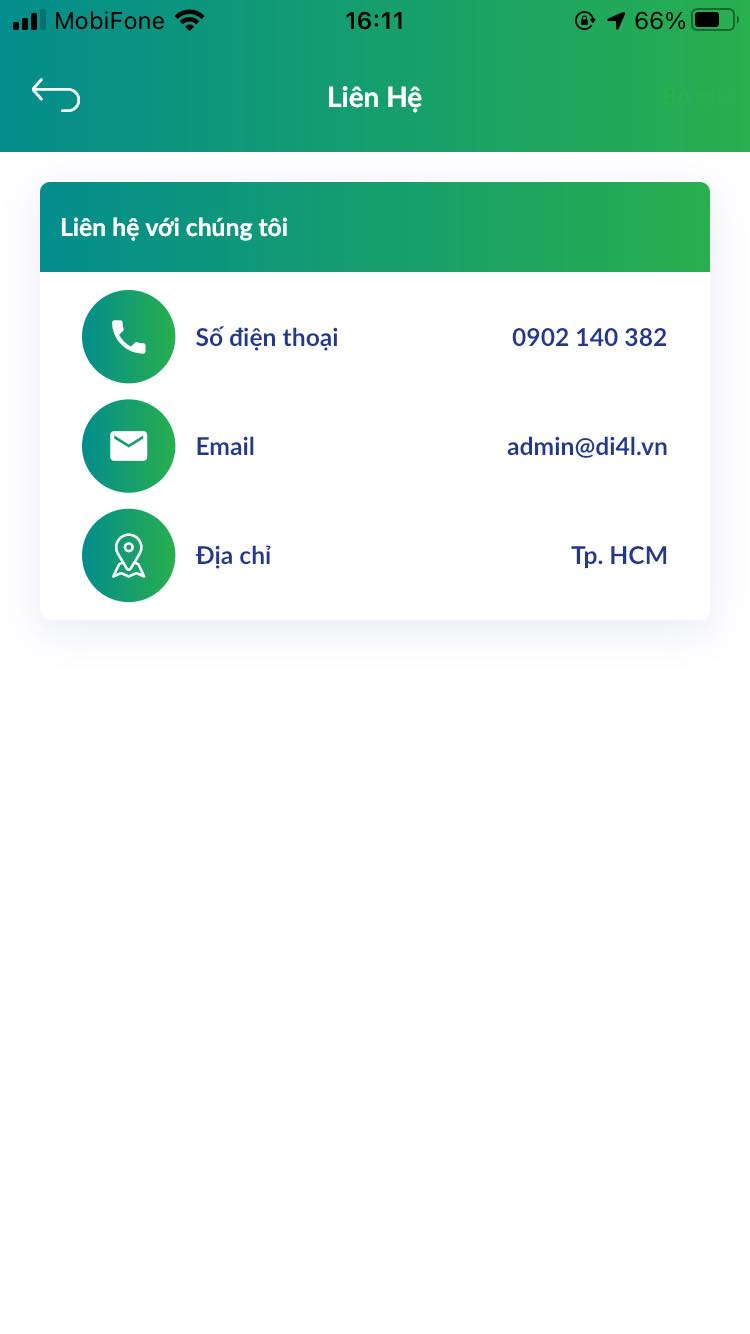 MobiFone 16:11 66%
Liên Hệ
Liên hệ với chúng tôi
Số điện thoại 0902 140 382
Email admin@di4l.vn
Địa chỉ Tp. HCM